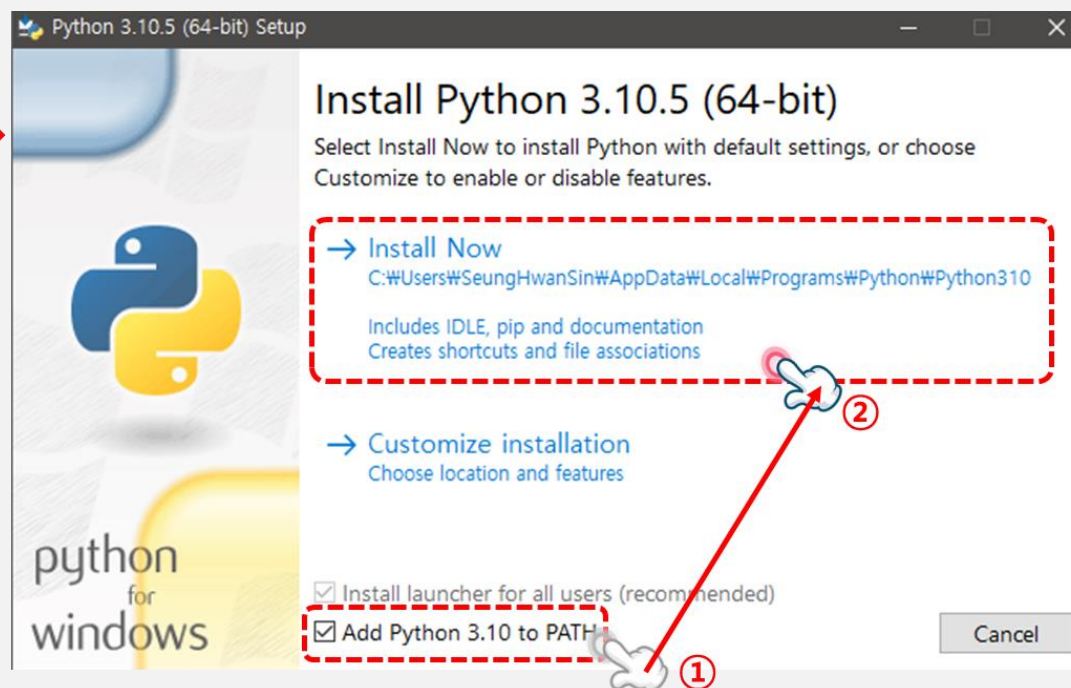 Python 3.10.5 (64-bit) Setup
Install Python 3.10.5 (64-bit)
Select Install Now to install Python with default settings, or choose
Customize to enable or disable features.
→ Install Now
C:₩Users₩SeungHwanSin₩AppData₩Local₩Programs₩Python₩Python310
Includes IDLE, pip and documentation
Creates shortcuts and file associations
②
→ Customize installation
Choose location and features
python
for
windows
Install launcher for all users (recommended)
Add Python 3.10 to PATH
Cancel
①